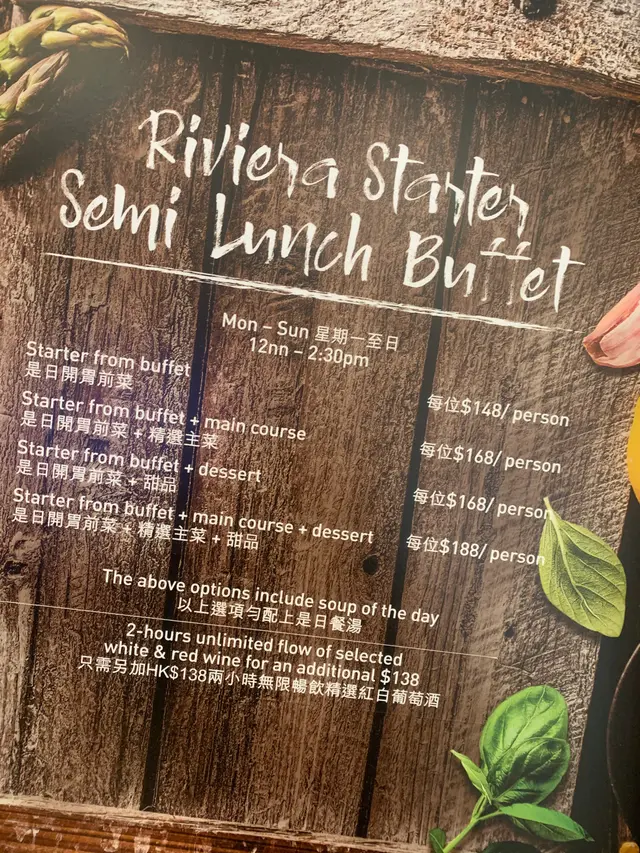 Riviera Starter
Semi Lunch Buffet
Mon – Sun 星期一至日
12nn – 2:30pm
Starter from buffet
是日開胃前菜
每位$148/ person
Starter from buffet + main course
是日開胃前菜 + 精選主菜
每位$168/ person
Starter from buffet + dessert
是日開胃前菜 + 甜品
每位$168/ person
Starter from buffet + main course + dessert
是日開胃前菜 + 精選主菜 + 甜品
每位$188/ person
The above options include soup of the day
以上選項勻配上是日餐湯
2-hours unlimited flow of selected
white & red wine for an additional $138
只需另加HK$138兩小時無限暢飲精選紅白葡萄酒